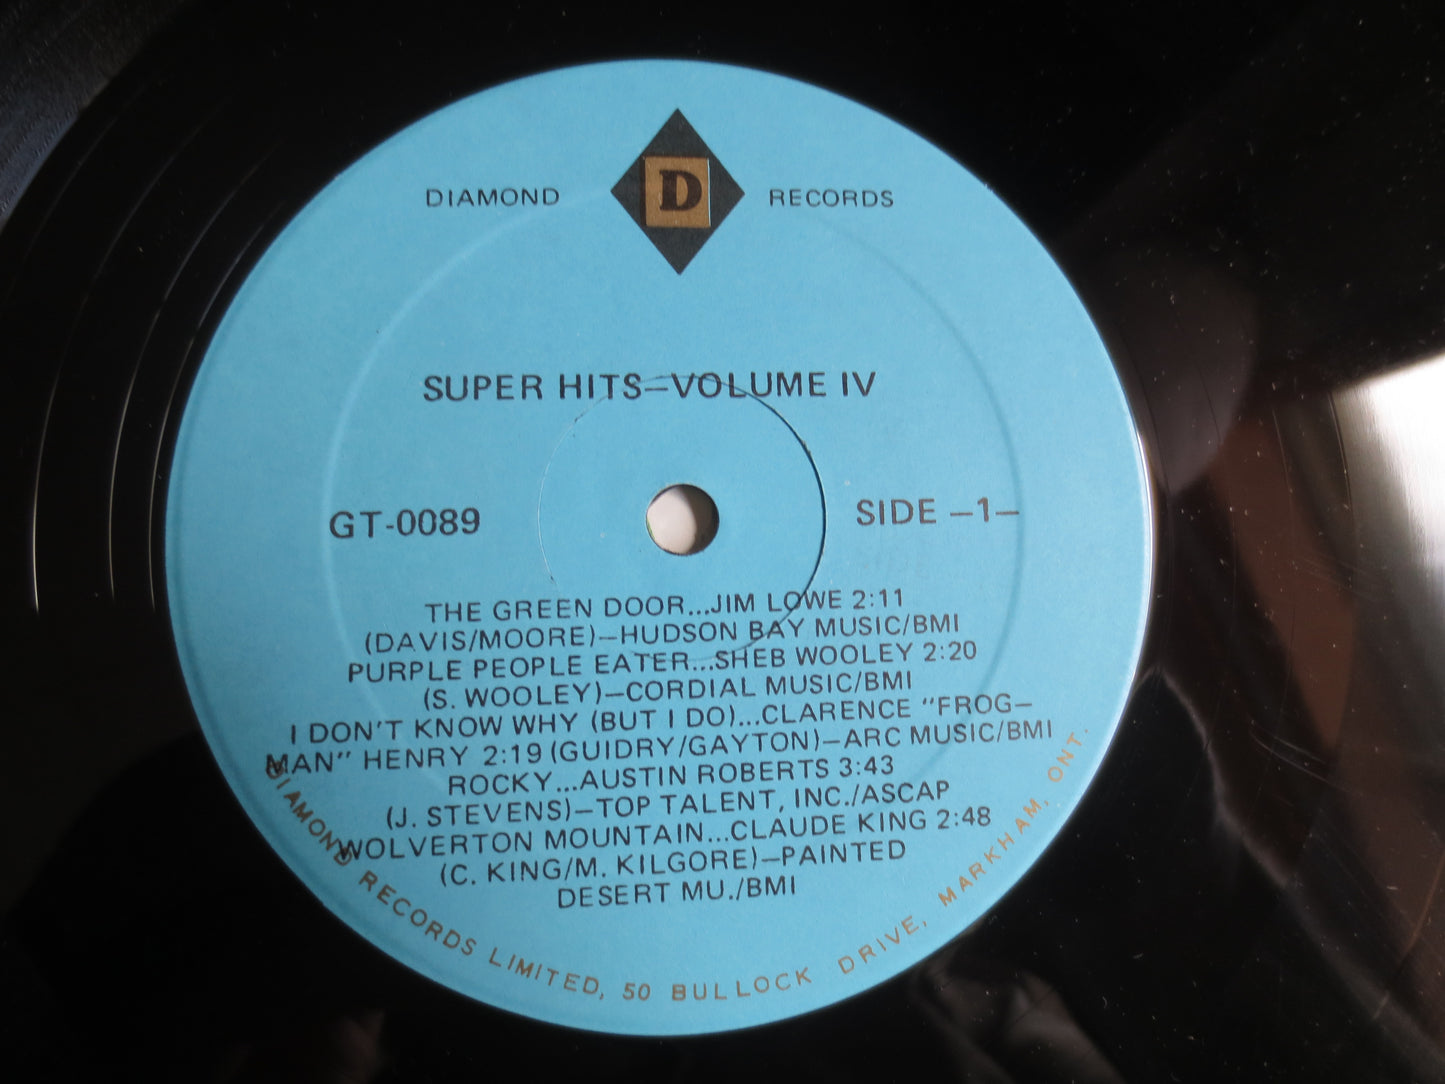 DIAMOND D RECORDS
SUPER HITS—VOLUME IV
GT-0089 SIDE —1—
THE GREEN DOOR...JIM LOWE 2:11
(DAVIS/MOORE)—HUDSON BAY MUSIC/BMI
PURPLE PEOPLE EATER...SHEB WOOLEY 2:20
(S. WOOLEY)—CORDIAL MUSIC/BMI
I DON'T KNOW WHY (BUT I DO)...CLARENCE "FROG-
MAN" HENRY 2:19 (GUIDRY/GAYTON)—ARC MUSIC/BMI
ROCKY...AUSTIN ROBERTS 3:43
(J. STEVENS)—TOP TALENT, INC./ASCAP
WOLVERTON MOUNTAIN...CLAUDE KING 2:48
(C. KING/M. KILGORE)—PAINTED
DESERT MU./BMI
DIAMOND RECORDS LIMITED, 50 BULLOCK DRIVE, MARKHAM, ONT.